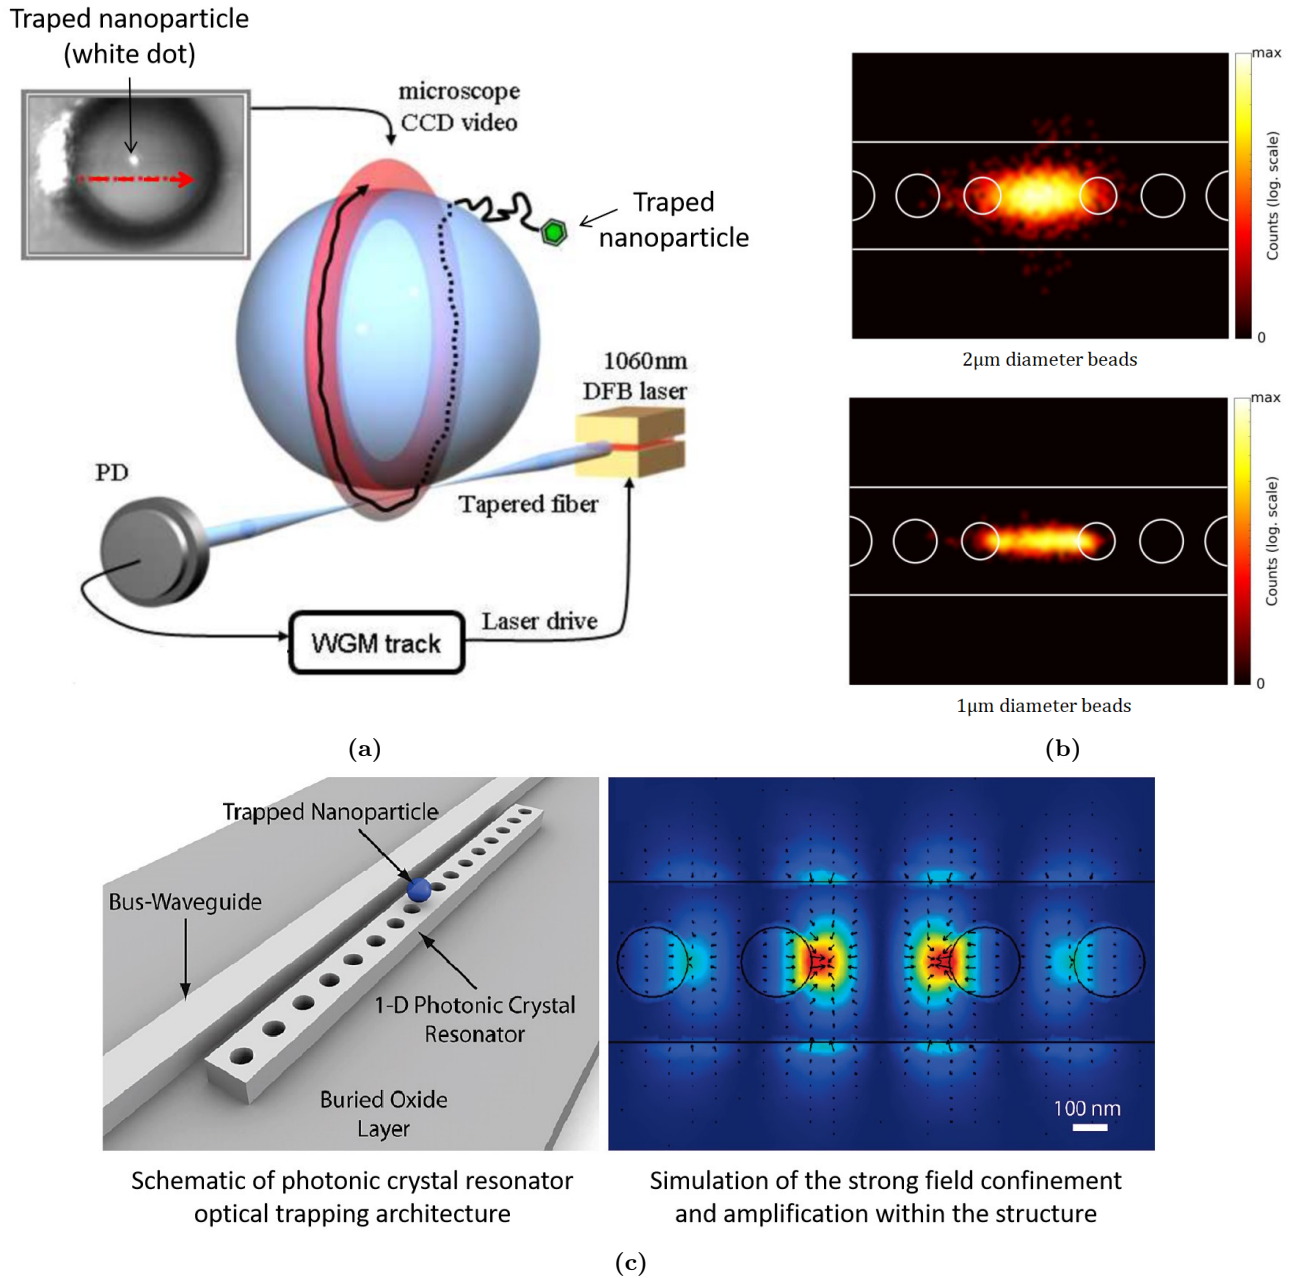 Traped nanoparticle
(white dot)
microscope
CCD video
Traped
nanoparticle
1060nm
DFB laser
PD
Tapered fiber
Laser drive
WGM track
(a)
max
Counts (log. scale)
0
2μm diameter beads
max
Counts (log. scale)
0
1μm diameter beads
(b)
Trapped Nanoparticle
Bus-Waveguide
1-D Photonic Crystal
Resonator
Buried Oxide
Layer
100 nm
Schematic of photonic crystal resonator
optical trapping architecture
Simulation of the strong field confinement
and amplification within the structure
(c)